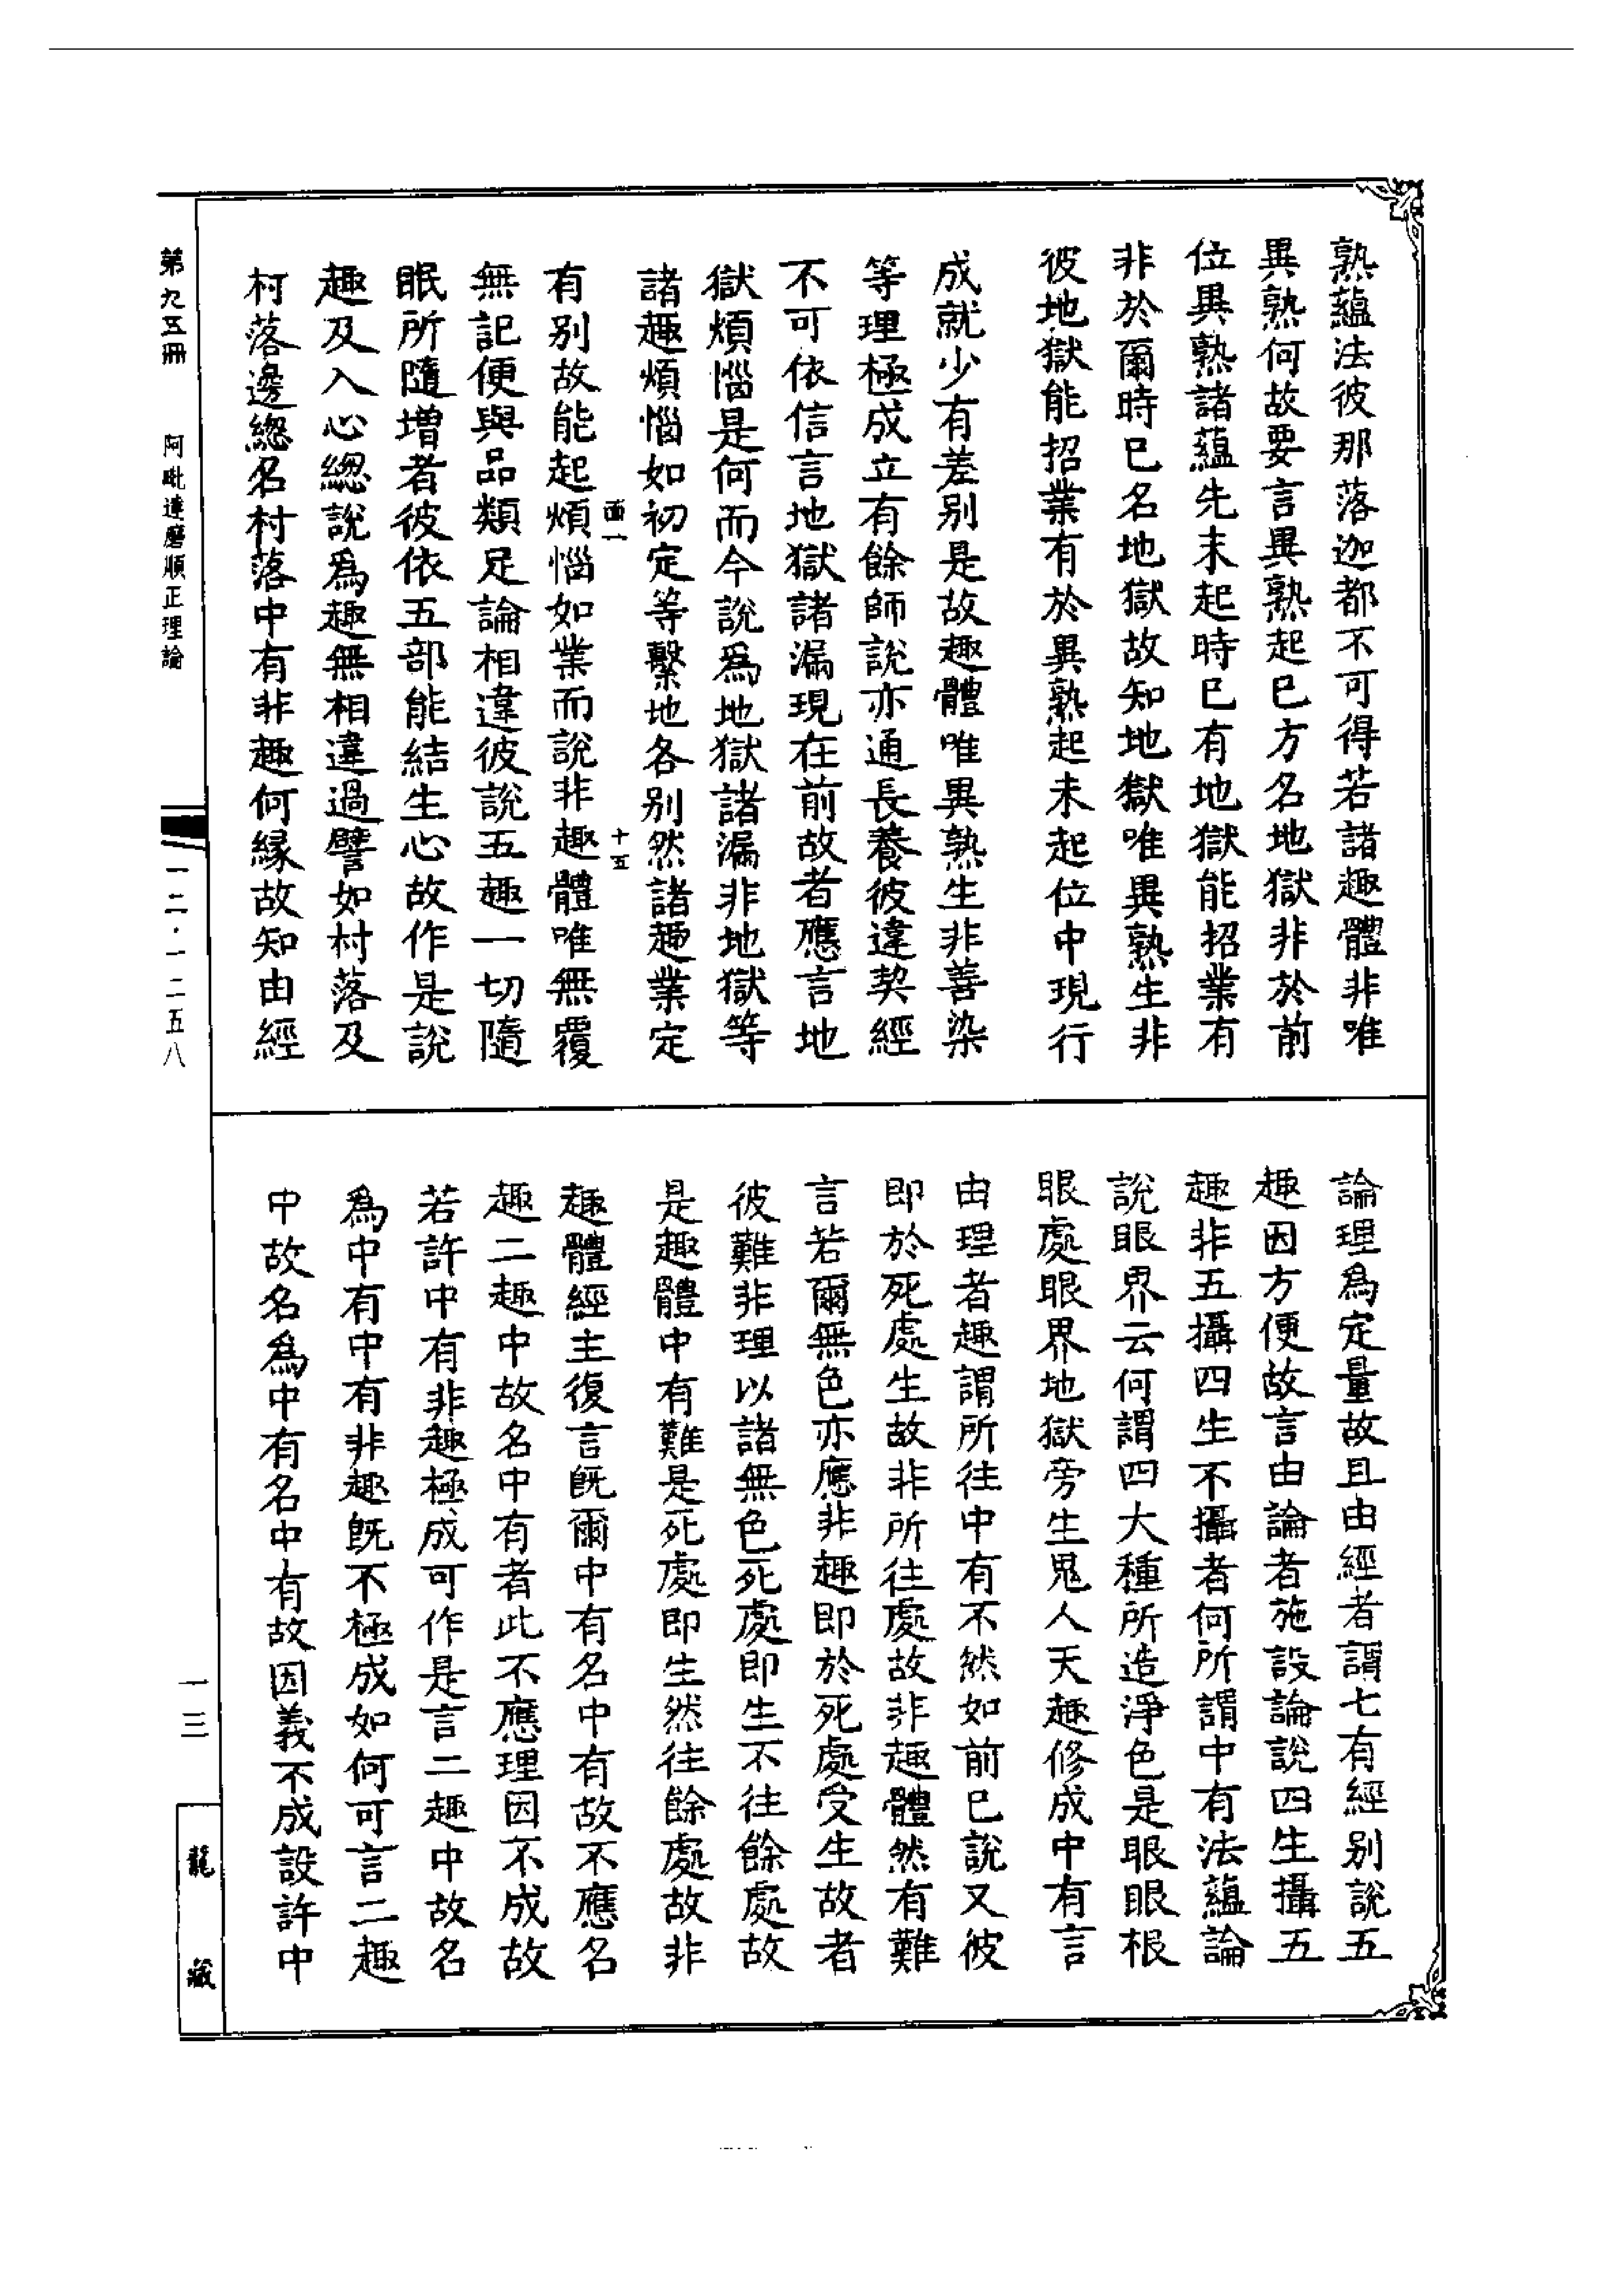 熟蘊法彼那落迦都不可得若諸趣體非唯
異熟何故要言異熟起已方名地獄非於前
位異熟諸蘊先未起時已有地獄能招業有
非於爾時已名地獄故知地獄唯異熟生非
彼地獄能招業有於異熟起未起位中現行
成就少有差别是故趣體唯異熟生非善染
等理極成立有餘師説亦通長養彼違契經
不可依信言地獄諸漏現在前故者應言地
獄煩惱是何而今説爲地獄諸漏非地獄等
諸趣煩惱如初定等繫地各别然諸趣業定
面一 十五
有别故能起煩惱如業而説非趣體唯無覆
無記便與品類足論相違彼説五趣一切隨
眠所隨增者彼依五部能結生心故作是説
趣及入心緫説爲趣無相違過譬如村落及
村落邊緫名村落中有非趣何縁故知由經
論理爲定量故且由經者謂七有經别說五
趣因方便故言由論者施設論說四生攝五
趣非五攝四生不攝者何所謂中有法蘊論
說眼界云何謂四大種所造淨色是眼眼根
眼處眼界地獄旁生鬼人天趣修成中有言
由理者趣謂所往中有不然如前已說又彼
即於死處生故非所往處故非趣體然有難
言若爾無色亦應非趣即於死處受生故者
彼難非理以諸無色死處即生不往餘處故
是趣體中有難是死處即生然往餘處故非
趣體經主復言旣爾中有名中有故不應名
趣二趣中故名中有者此不應理因不成故
若許中有非趣極成可作是言二趣中故名
爲中有中有非趣旣不極成如何可言二趣
中故名爲中有名中有故因義不成設許中
第九五冊 阿毗達磨順正理論 一二·一二五八
一三 龍藏